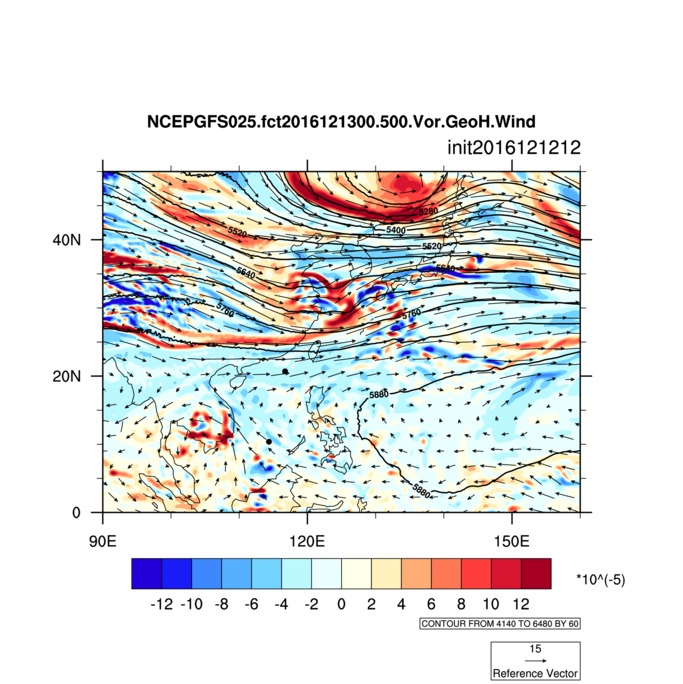 NCEPGFS025.fct2016121300.500.Vor.GeoH.Wind
init2016121212
5280
5400
5520
5520
40N
5640
5640
5760
5760
20N
5880
5880
0
90E 120E 150E
-12 -10 -8 -6 -4 -2 0 2 4 6 8 10 12 *10^(-5)
CONTOUR FROM 4140 TO 6480 BY 60
15
Reference Vector